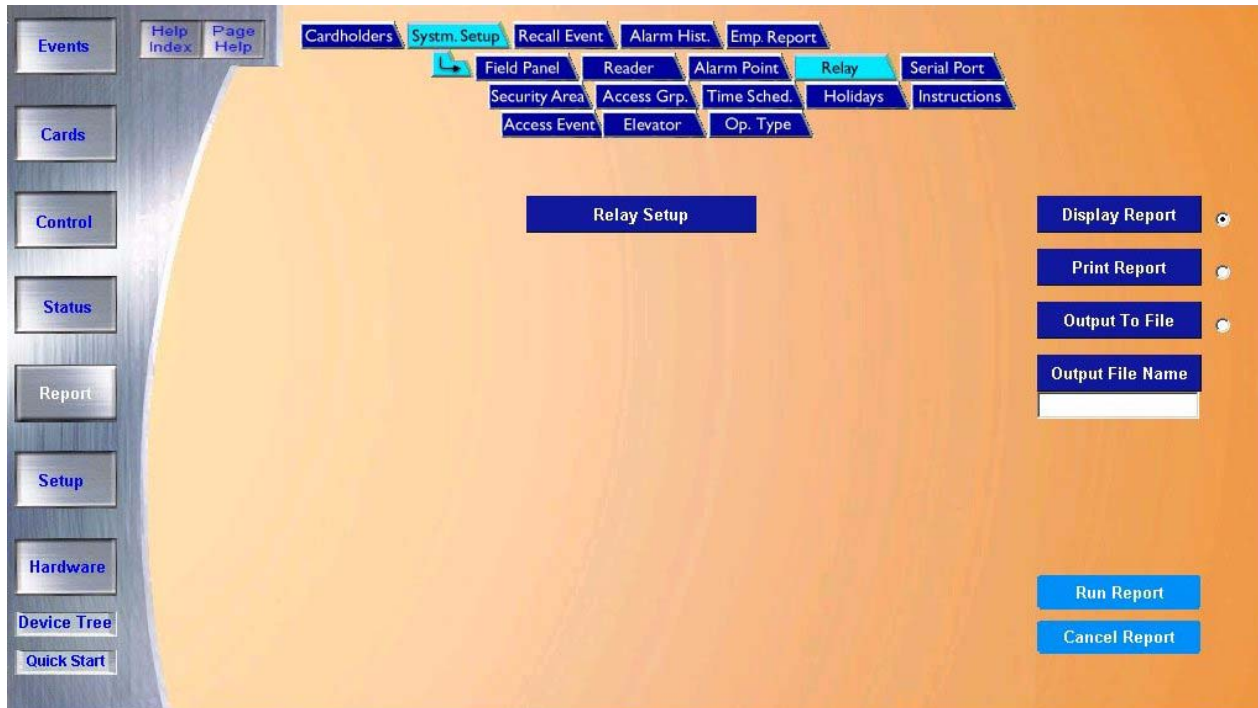 Events
Help Index
Page Help
Cardholders Systm. Setup Recall Event Alarm Hist. Emp. Report
Field Panel Reader Alarm Point Relay Serial Port
Security Area Access Grp. Time Sched. Holidays Instructions
Access Event Elevator Op. Type
Cards
Control
Relay Setup
Display Report
Print Report
Status
Output To File
Output File Name
Report
Setup
Hardware
Run Report
Device Tree
Cancel Report
Quick Start